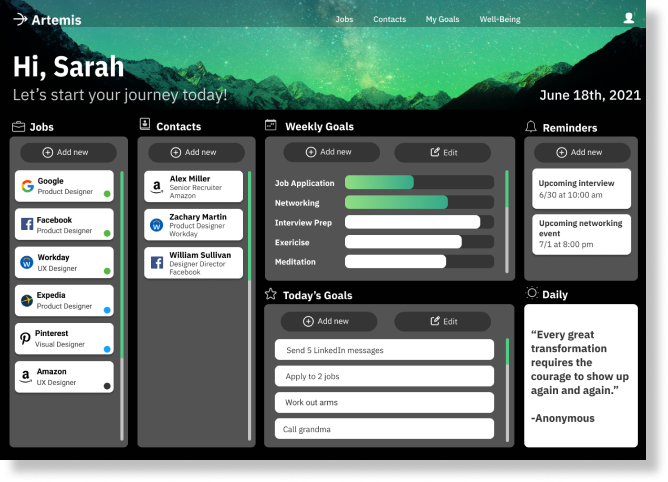 Artemis
Jobs
Contacts
My Goals
Well-Being
Hi, Sarah
Let's start your journey today!
June 18th, 2021
Jobs
Add new
Google
Product Designer
Facebook
Product Designer
Workday
UX Designer
Expedia
Product Designer
Pinterest
Visual Designer
Amazon
UX Designer
Contacts
Add new
Alex Miller
Senior Recruiter
Amazon
Zachary Martin
Product Designer
Workday
William Sullivan
Designer Director
Facebook
Weekly Goals
Add new
Edit
Job Application
Networking
Interview Prep
Exericise
Meditation
Today's Goals
Add new
Edit
Send 5 LinkedIn messages
Apply to 2 jobs
Work out arms
Call grandma
Reminders
Add new
Upcoming interview
6/30 at 10:00 am
Upcoming networking
event
7/1 at 8:00 pm
Daily
“Every great
transformation
requires the
courage to show up
again and again.”
-Anonymous